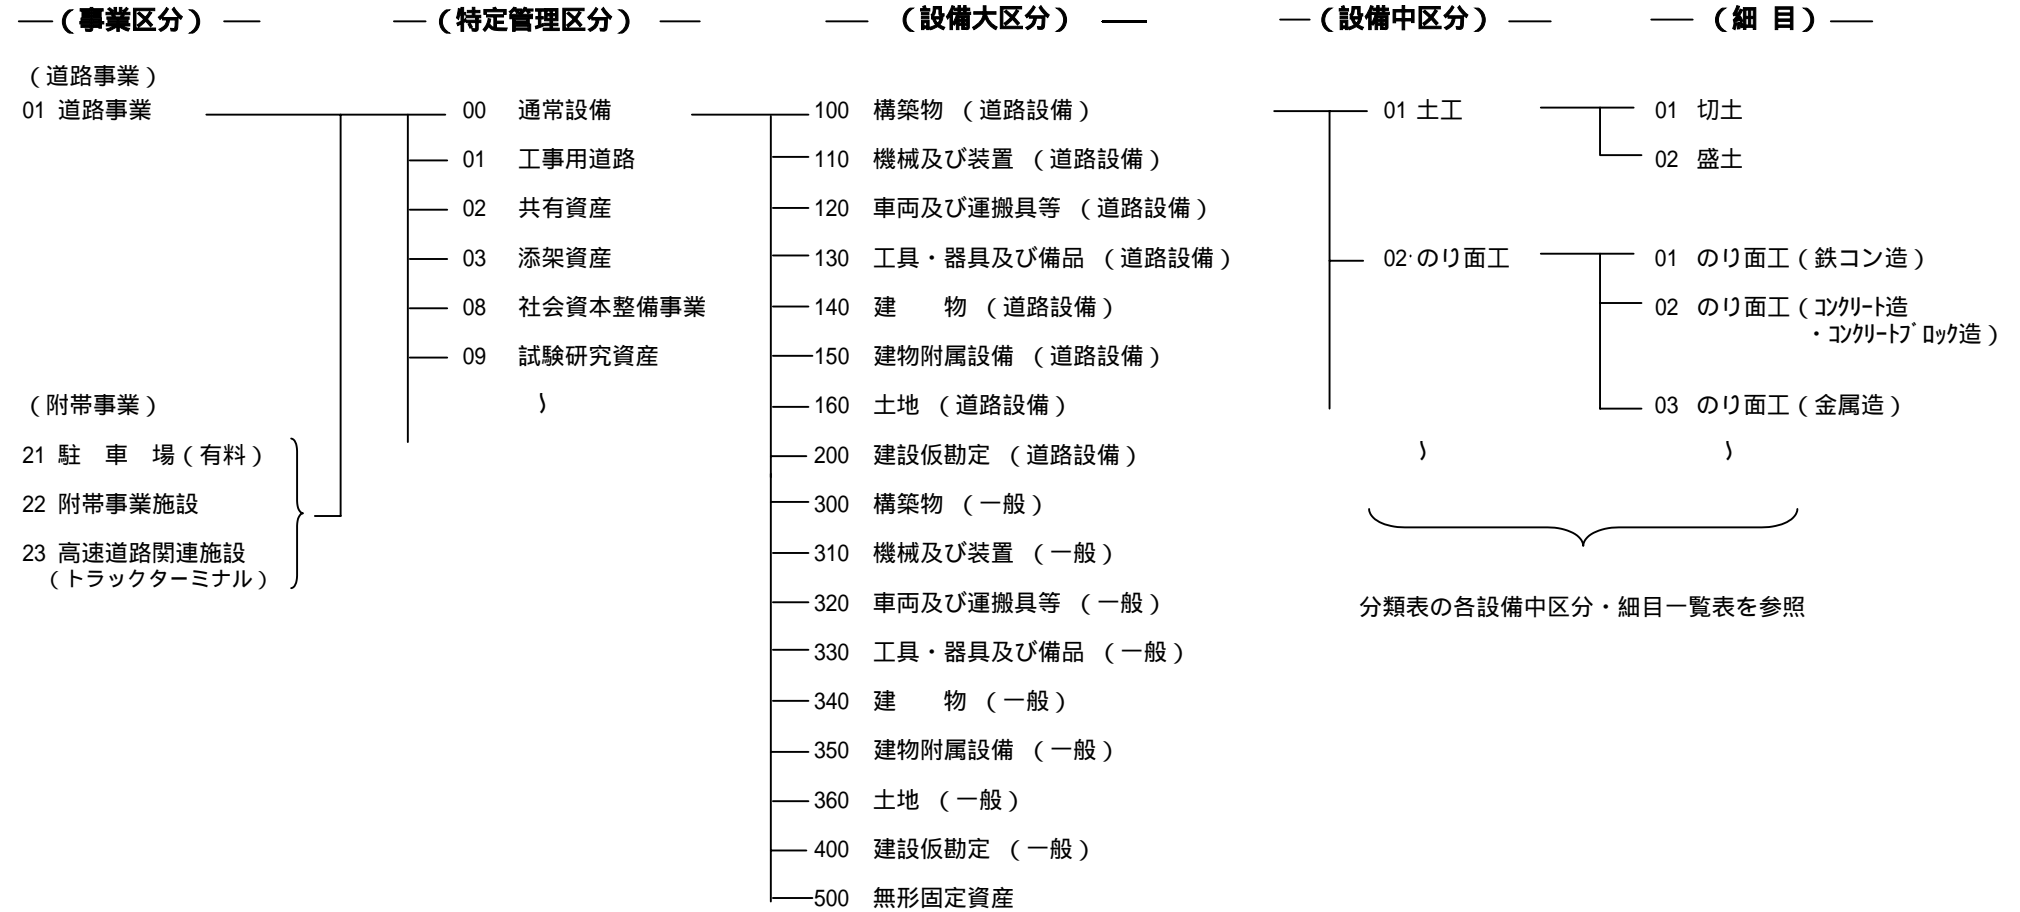 (事業区分) (特定管理区分) (設備大区分) (設備中区分) (細 目)
(道路事業)
01 道路事業 00 通常設備 100 構築物 (道路設備) 01 土工 01 切土
01 工事用道路 110 機械及び装置 (道路設備) 02 盛土
02 共有資産 120 車両及び運搬具等 (道路設備)
03 添架資産 130 工具・器具及び備品 (道路設備) 02 のり面工 01 のり面工(鉄コン造)
08 社会資本整備事業 140 建 物 (道路設備) 02 のり面工(コンクリート造
・コンクリートブロック造)
09 試験研究資産 150 建物附属設備 (道路設備)
(附帯事業) 〜 160 土地 (道路設備) 03 のり面工(金属造)
21 駐 車 場(有料) 200 建設仮勘定 (道路設備) 〜 〜
22 附帯事業施設 300 構築物 (一般)
23 高速道路関連施設 310 機械及び装置 (一般)
(トラックターミナル)
320 車両及び運搬具等 (一般) 分類表の各設備中区分・細目一覧表を参照
330 工具・器具及び備品 (一般)
340 建 物 (一般)
350 建物附属設備 (一般)
360 土地 (一般)
400 建設仮勘定 (一般)
500 無形固定資産